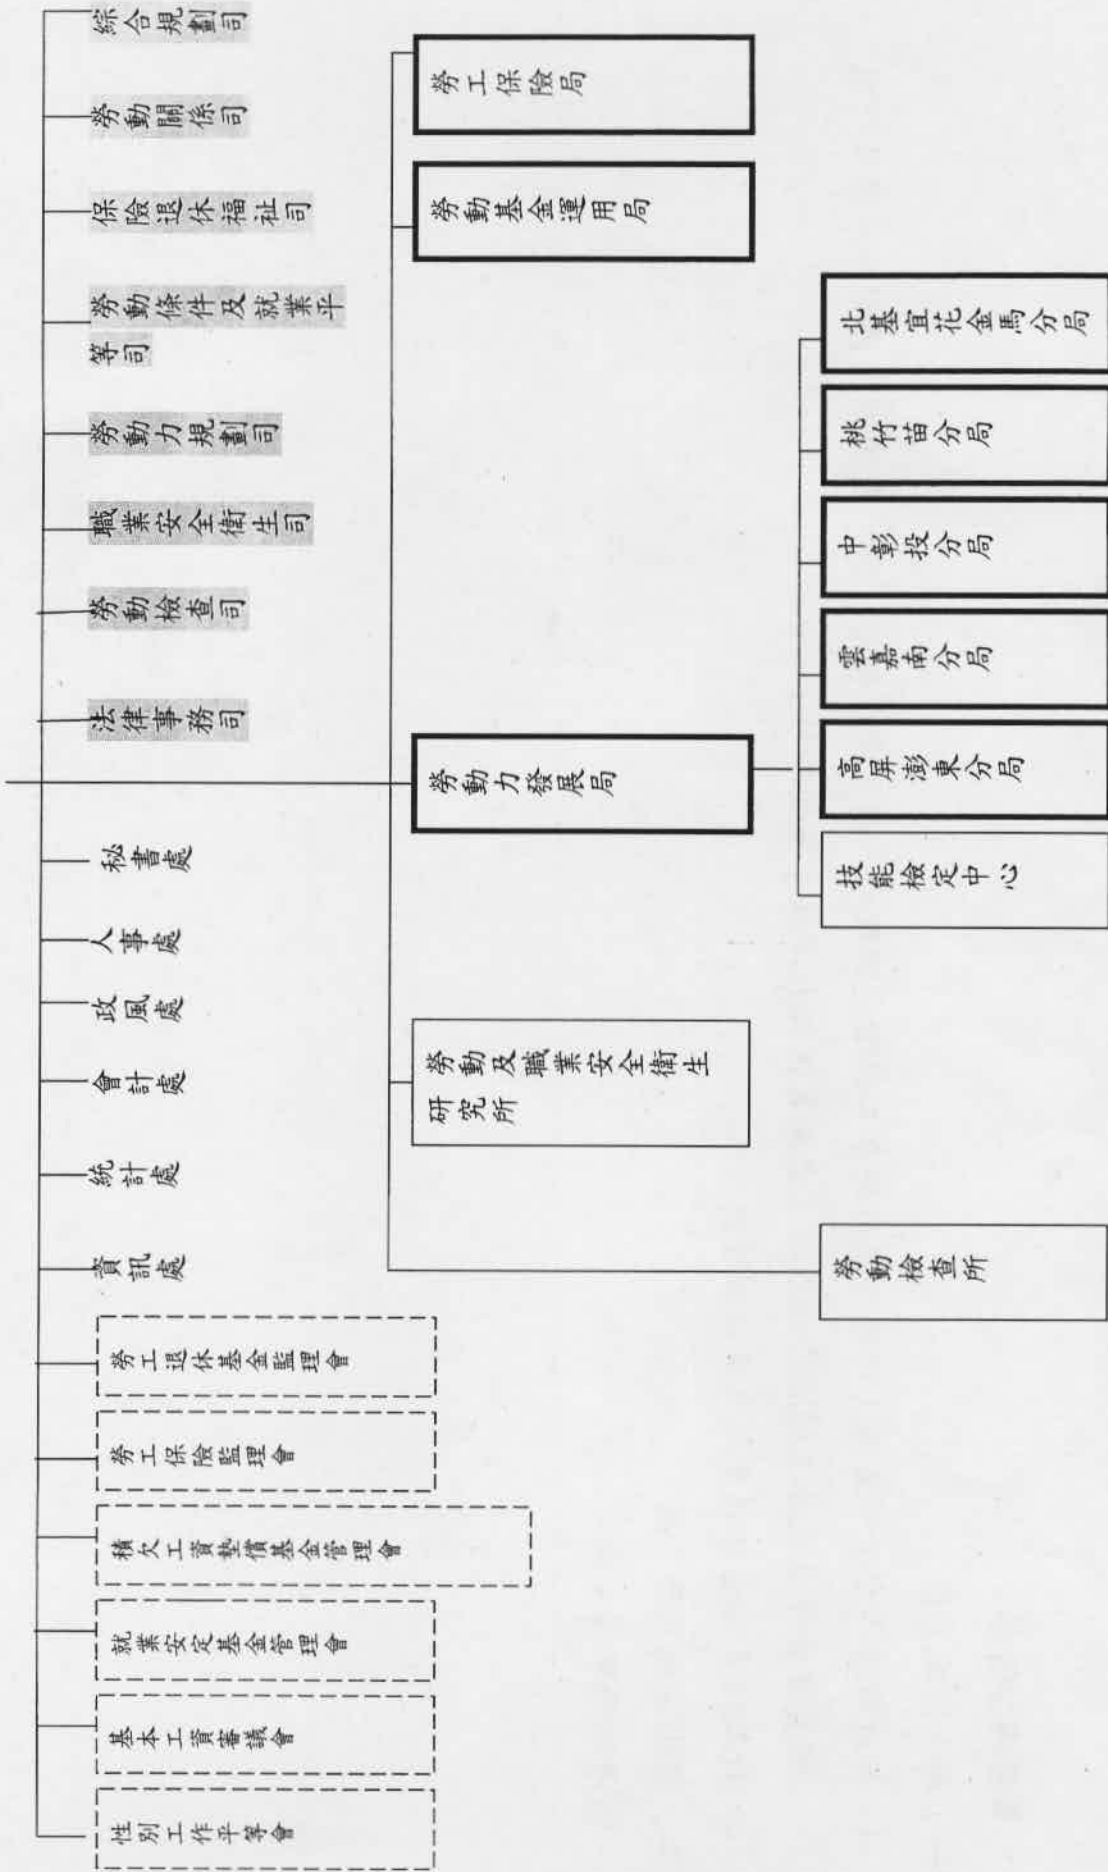 綜合規劃司
勞動關係司
保險退休福祉司
勞動條件及就業平
等司
勞動力規劃司
職業安全衛生司
勞動檢查司
法律事務司
秘書處
人事處
政風處
會計處
統計處
資訊處
勞工退休基金監理會
勞工保險監理會
積欠工資墊償基金管理會
就業安定基金管理會
基本工資審議會
性別工作平等會
勞工保險局
勞動基金運用局
勞動力發展局
勞動及職業安全衛生
研究所
北基宜花金馬分局
桃竹苗分局
中彰投分局
雲嘉南分局
高屏澎東分局
技能檢定中心
勞動檢查所